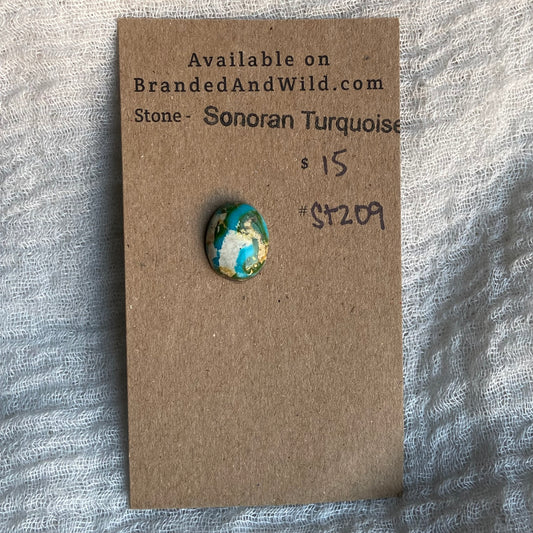 Available on
BrandedAndWild.com
Stone - Sonoran Turquoise
$ 15
#St209